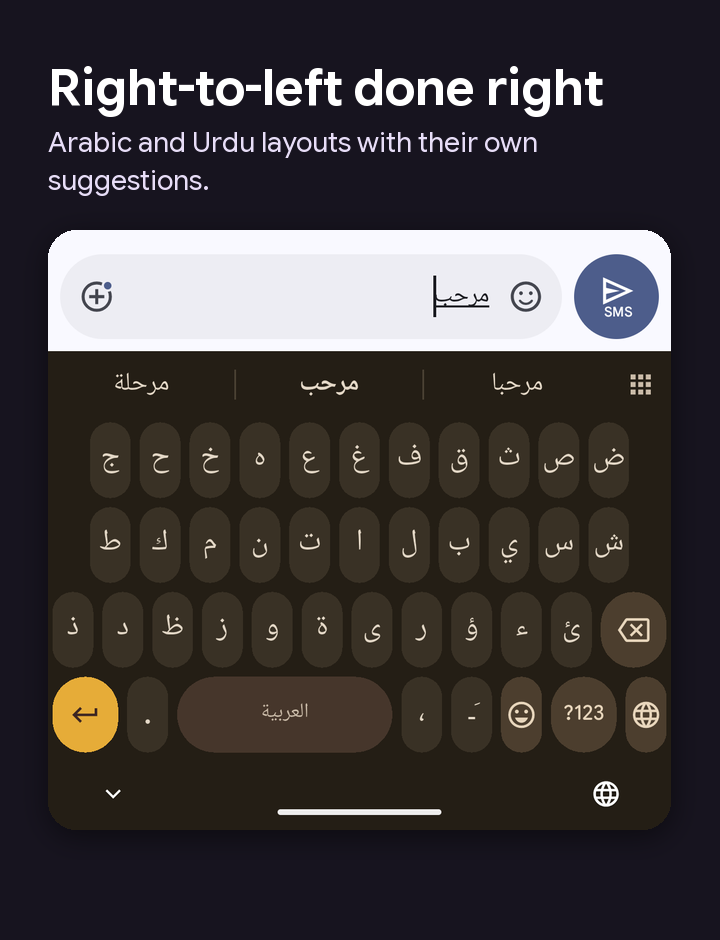 Right-to-left done right
Arabic and Urdu layouts with their own
suggestions.
مرحب
SMS
مرحبا مرحب مرحلة
ض ص ث ق ف غ ع ه خ ح ج
ش س ي ب ل ا ت ن م ك ط
ئ ء ؤ ر ى ة و ز ظ د ذ
?123 ـَ ، العربية .